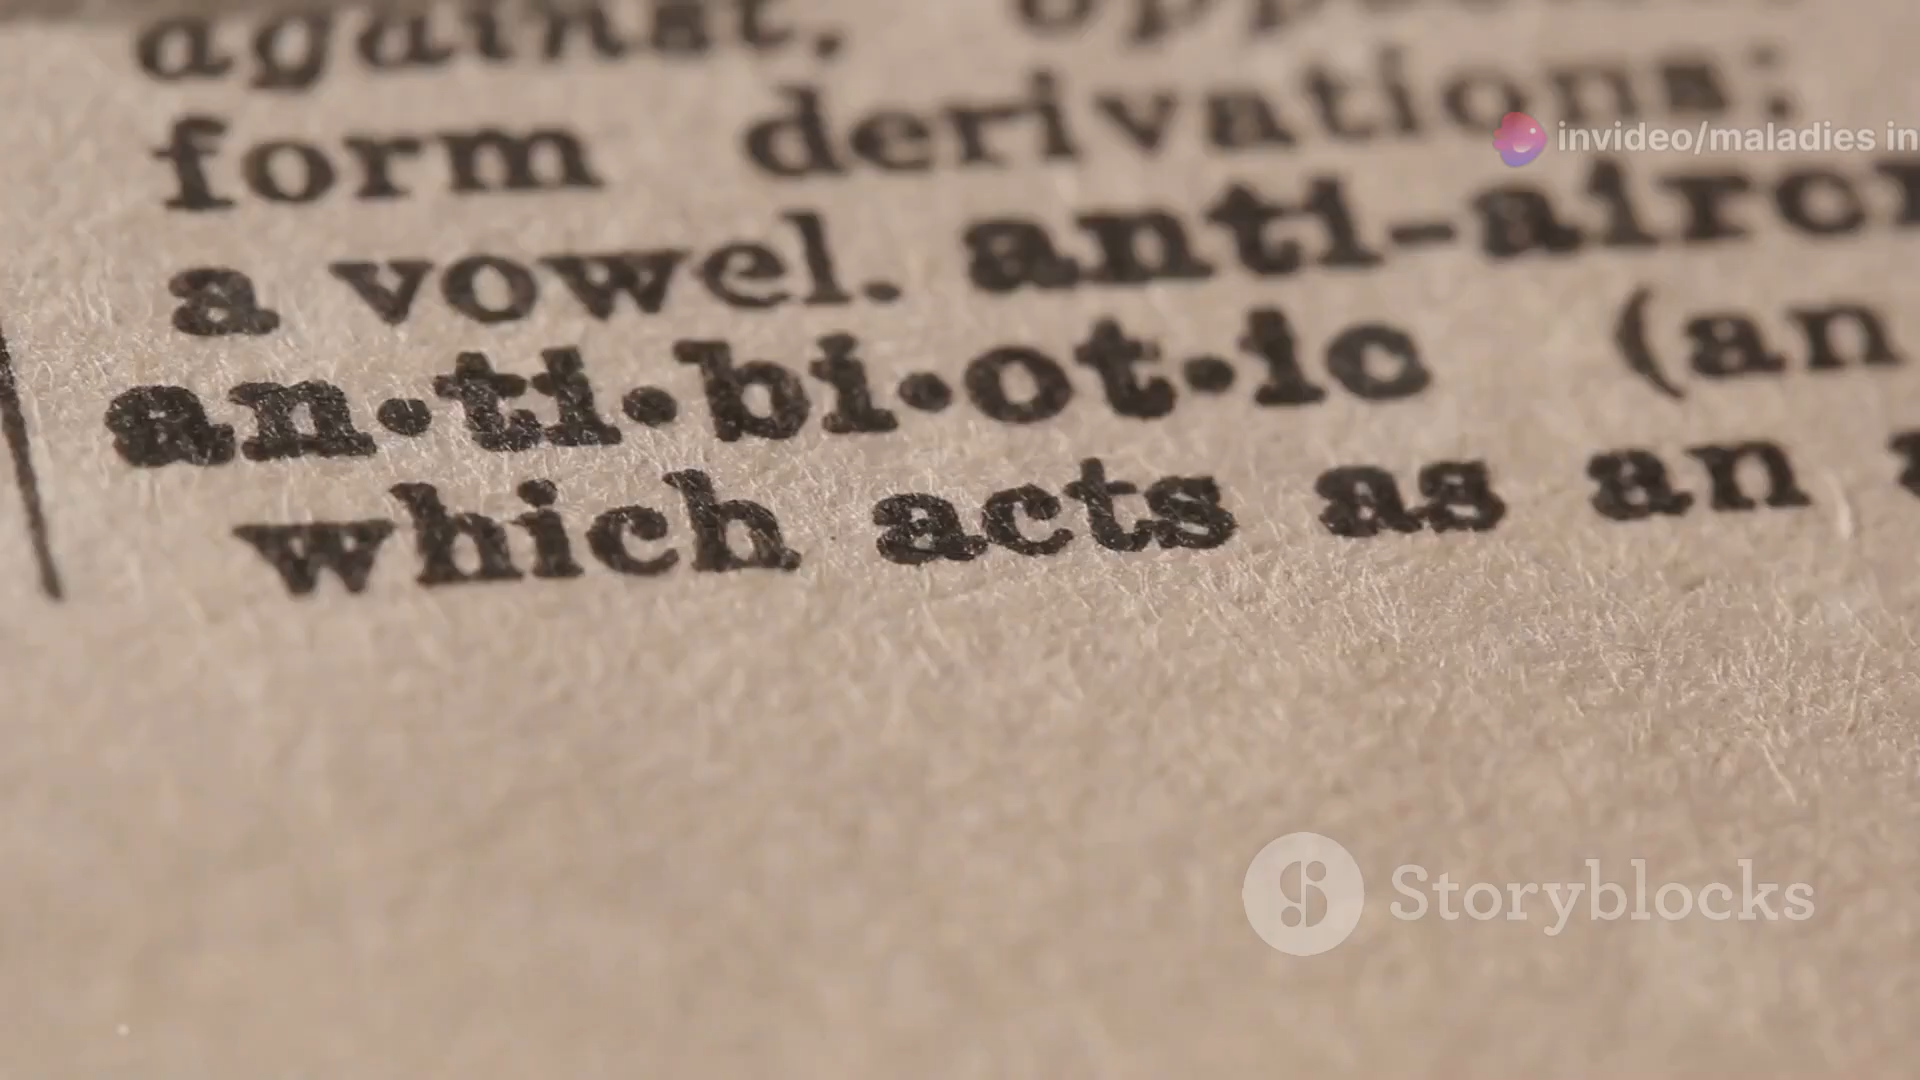 against,
form derivations;
a vowel. anti-aircr
an•ti•bi•ot•ic (an
which acts as an
invideo/maladies in
Storyblocks